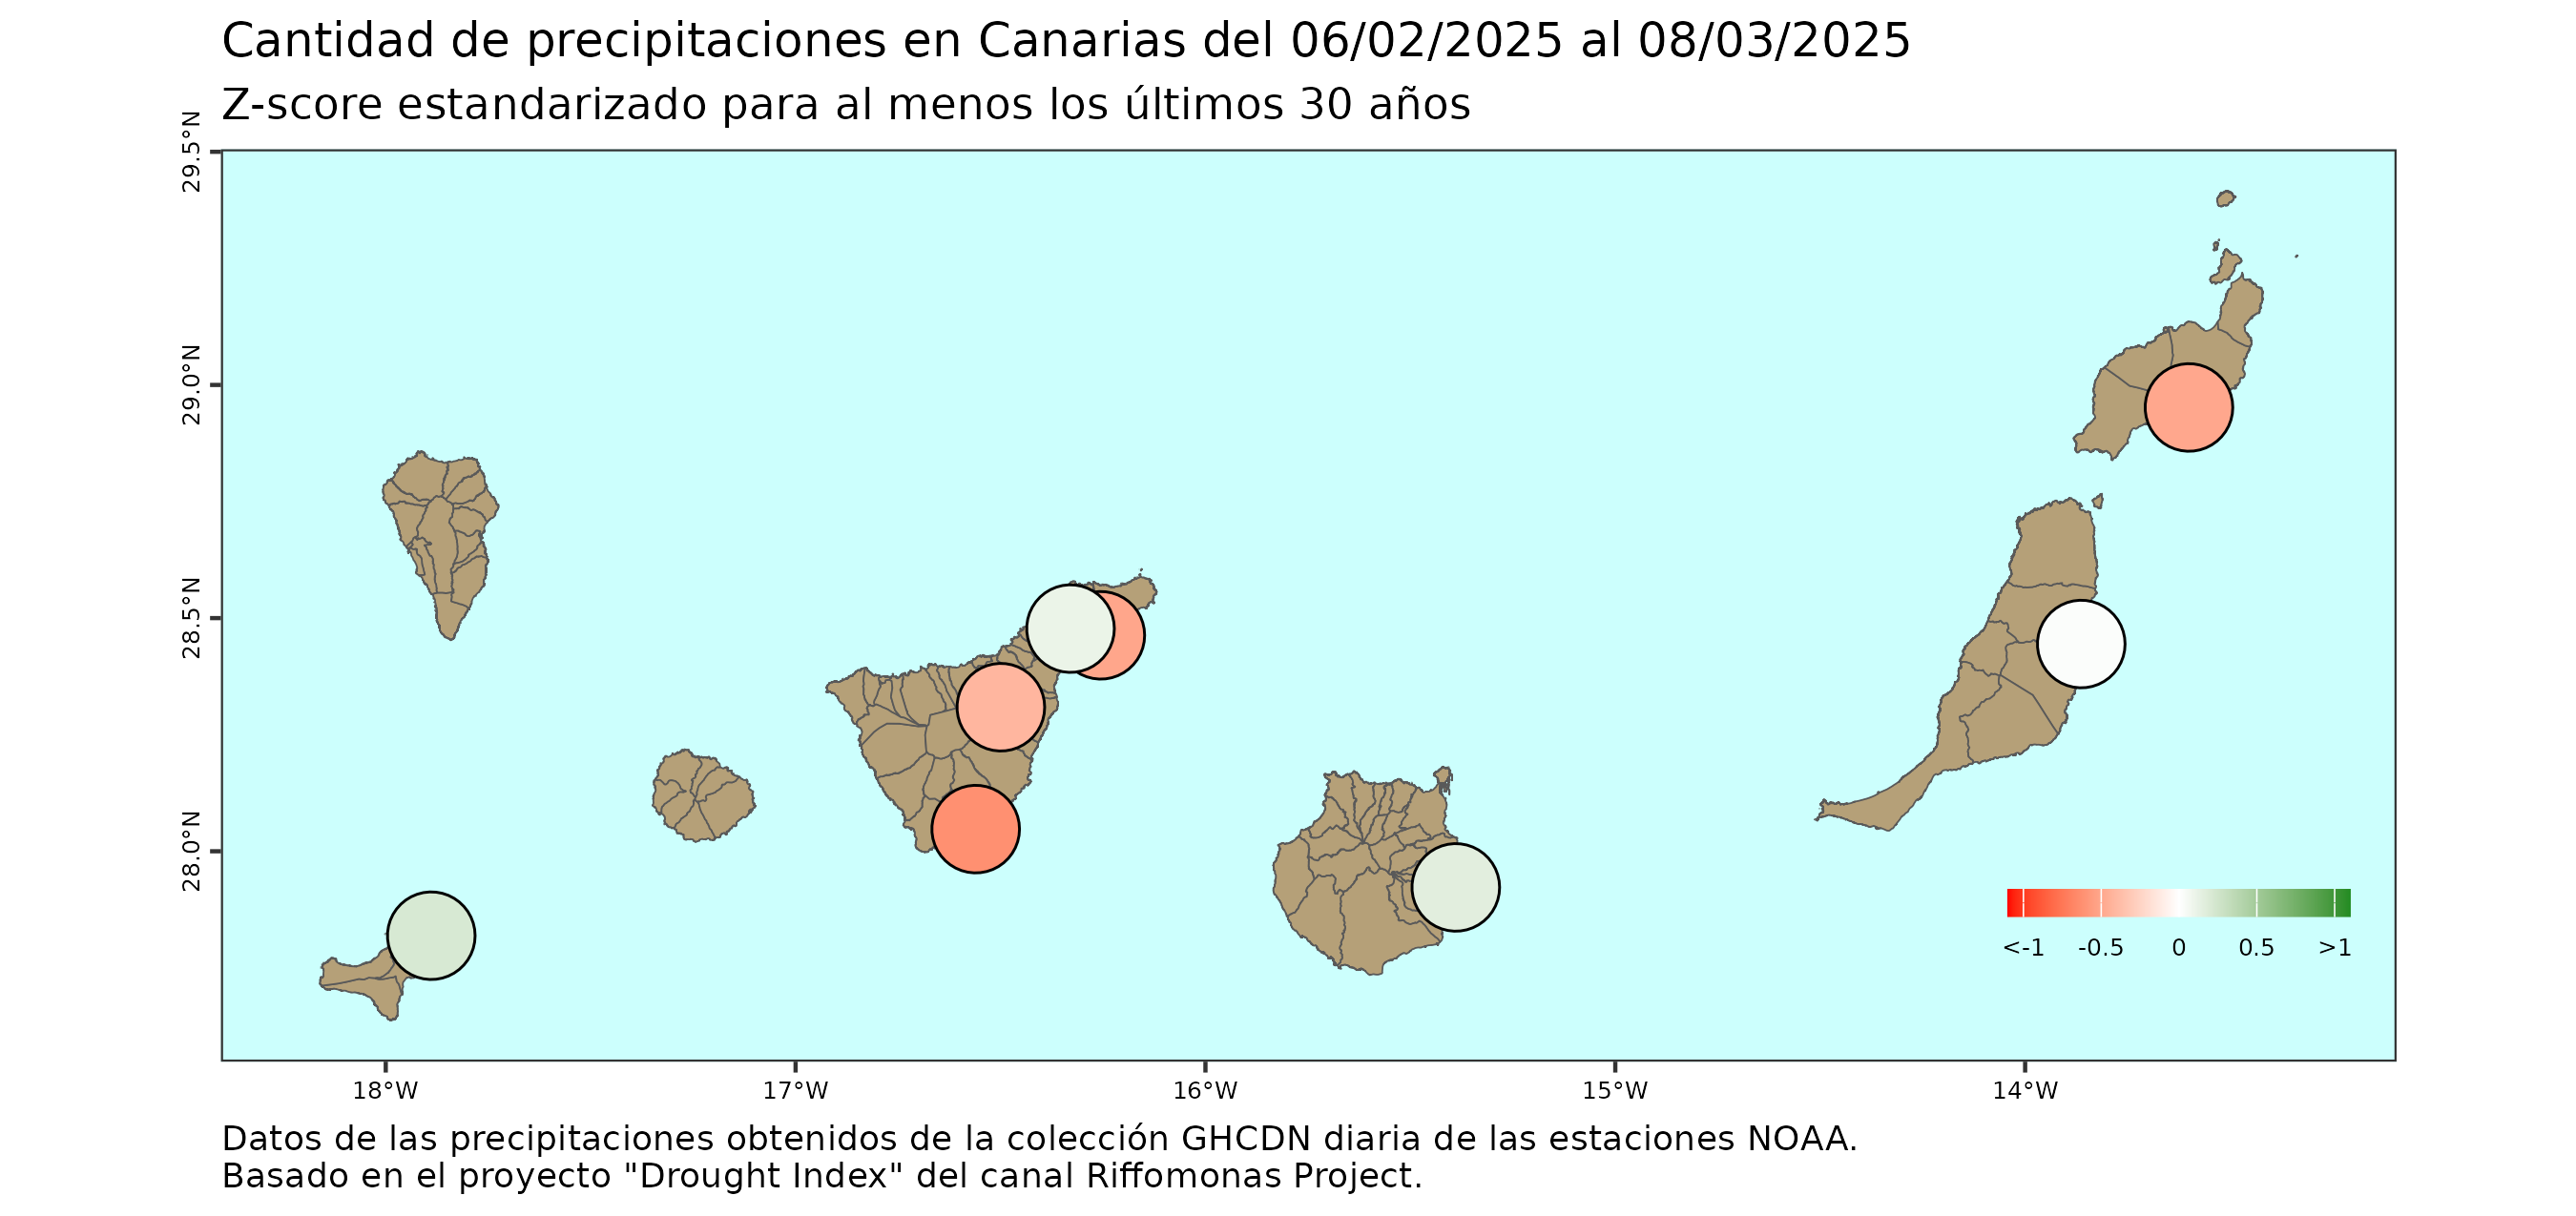 Cantidad de precipitaciones en Canarias del 06/02/2025 al 08/03/2025
Z-score estandarizado para al menos los últimos 30 años
29.5°N
29.0°N
28.5°N
28.0°N
<-1 -0.5 0 0.5 >1
18°W 17°W 16°W 15°W 14°W
Datos de las precipitaciones obtenidos de la colección GHCDN diaria de las estaciones NOAA.
Basado en el proyecto "Drought Index" del canal Riffomonas Project.